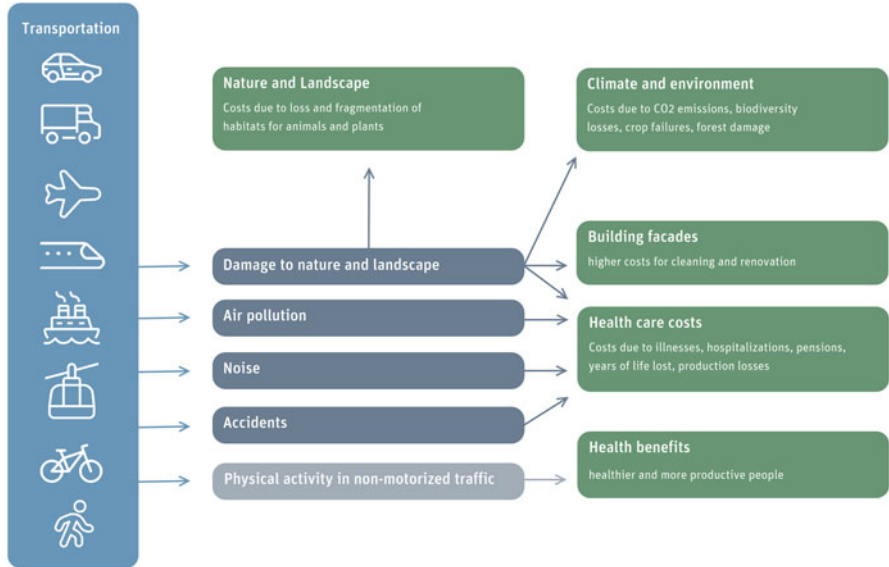 Transportation
Nature and Landscape
Costs due to loss and fragmentation of
habitats for animals and plants
Climate and environment
Costs due to CO2 emissions, biodiversity
losses, crop failures, forest damage
Damage to nature and landscape
Building facades
higher costs for cleaning and renovation
Air pollution
Health care costs
Costs due to illnesses, hospitalizations, pensions,
years of life lost, production losses
Noise
Accidents
Health benefits
healthier and more productive people
Physical activity in non-motorized traffic